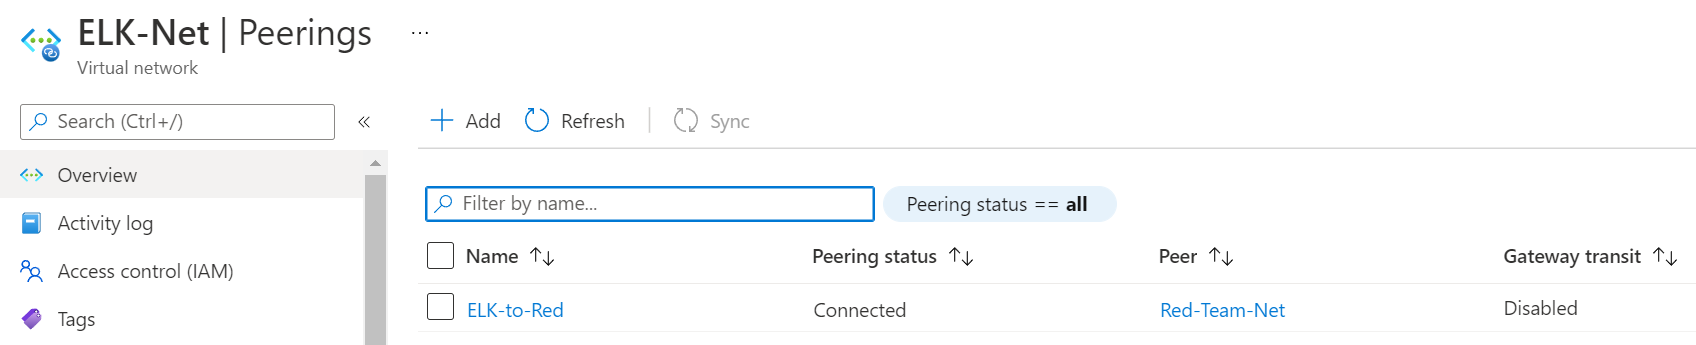 ELK-Net | Peerings ...
Virtual network
Search (Ctrl+/) «
Add Refresh Sync
Overview
Activity log
Access control (IAM)
Tags
Filter by name... Peering status == all
Name ↑↓ Peering status ↑↓ Peer ↑↓ Gateway transit ↑↓
ELK-to-Red Connected Red-Team-Net Disabled